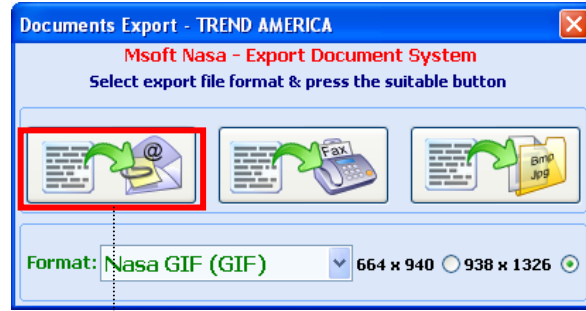 Documents Export - TREND AMERICA
Msoft Nasa - Export Document System
Select export file format & press the suitable button
@
Fax
Bmp
Jpg
Format: Nasa GIF (GIF) 664 x 940 938 x 1326